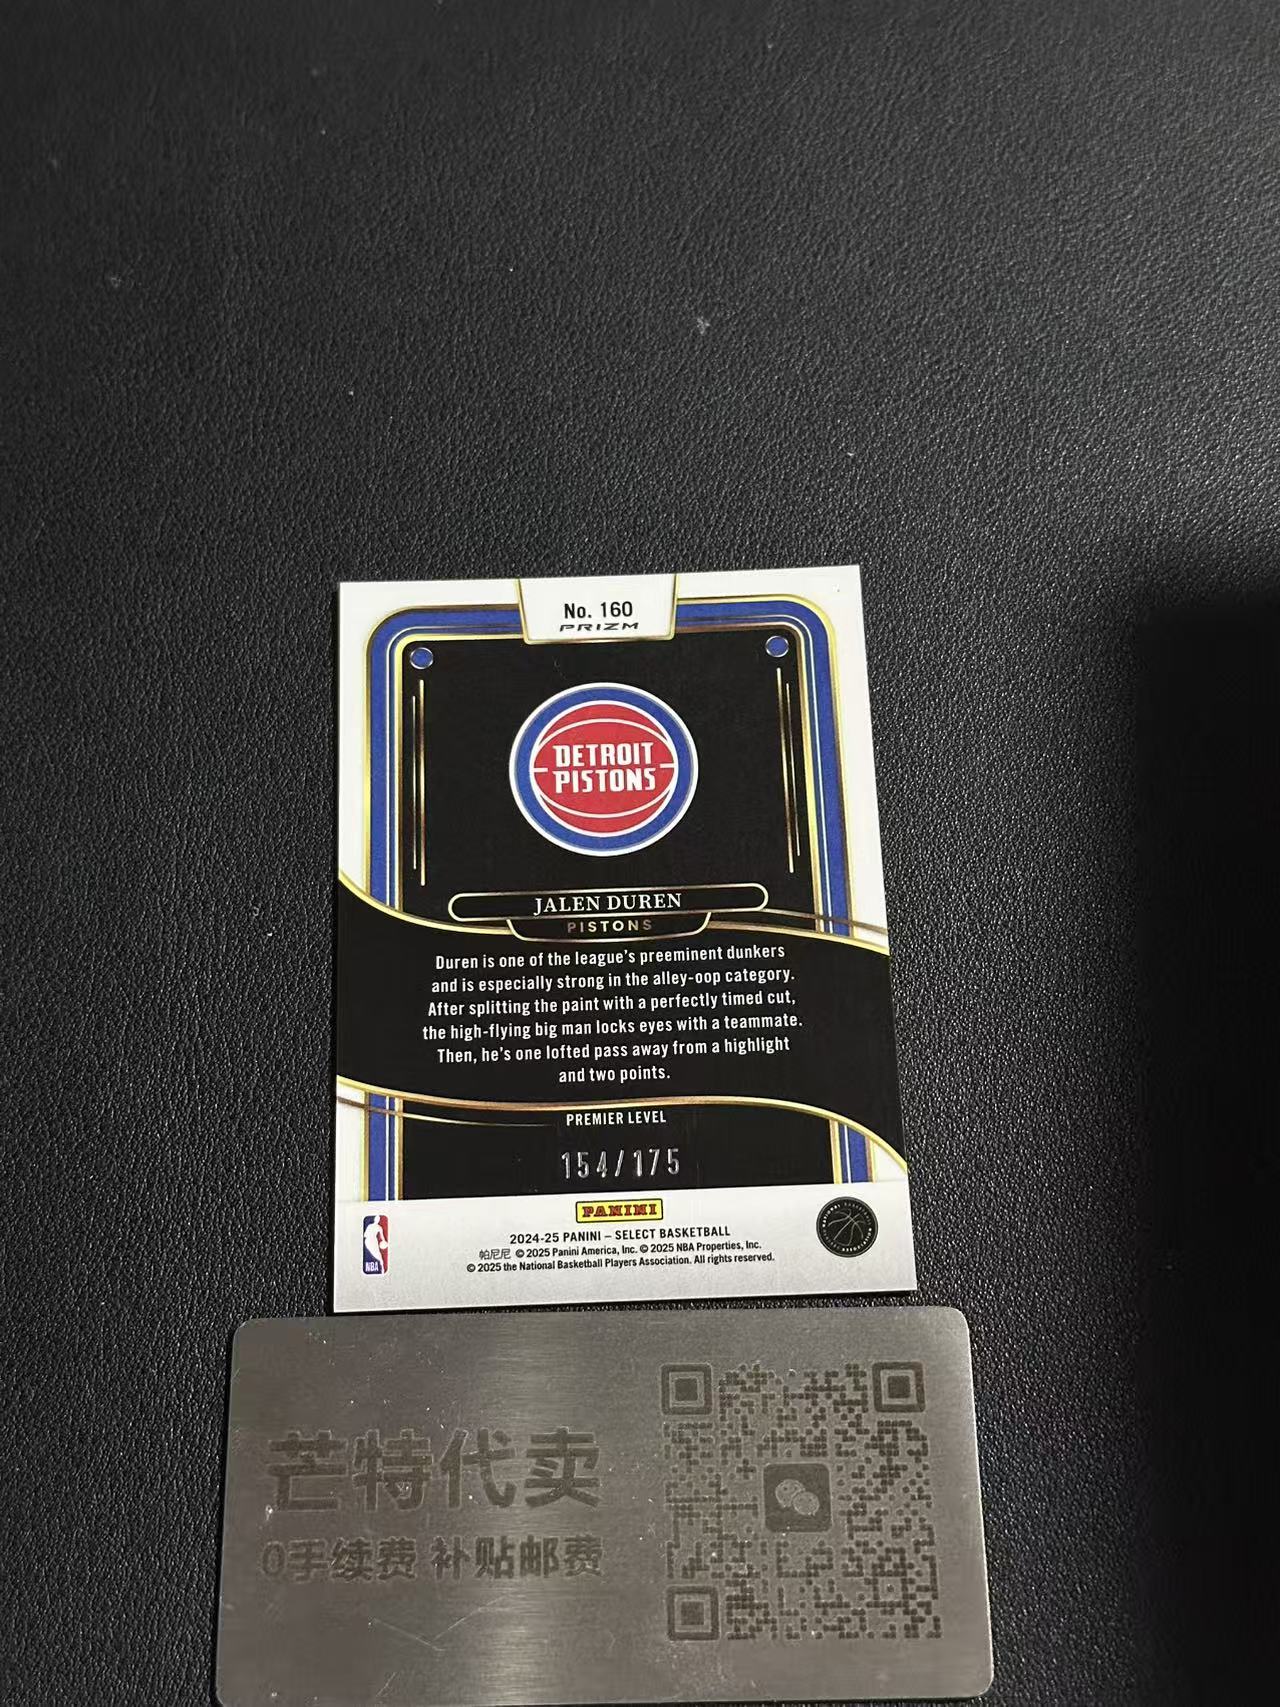 No. 160
PRIZM
DETROIT
PISTONS
JALEN DUREN
PISTONS
Duren is one of the league's preeminent dunkers
and is especially strong in the alley-oop category.
After splitting the paint with a perfectly timed cut,
the high-flying big man locks eyes with a teammate.
Then, he's one lofted pass away from a highlight
and two points.
PREMIER LEVEL
154/175
PANINI
2024-25 PANINI – SELECT BASKETBALL
帕尼尼 © 2025 Panini America, Inc. © 2025 NBA Properties, Inc.
© 2025 the National Basketball Players Association. All rights reserved.
NBA
芒特代卖
0手续费 补贴邮费